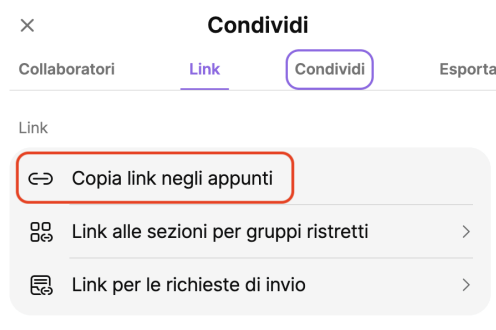 Condividi
Collaboratori Link Condividi Esporta
Link
Copia link negli appunti
Link alle sezioni per gruppi ristretti
Link per le richieste di invio